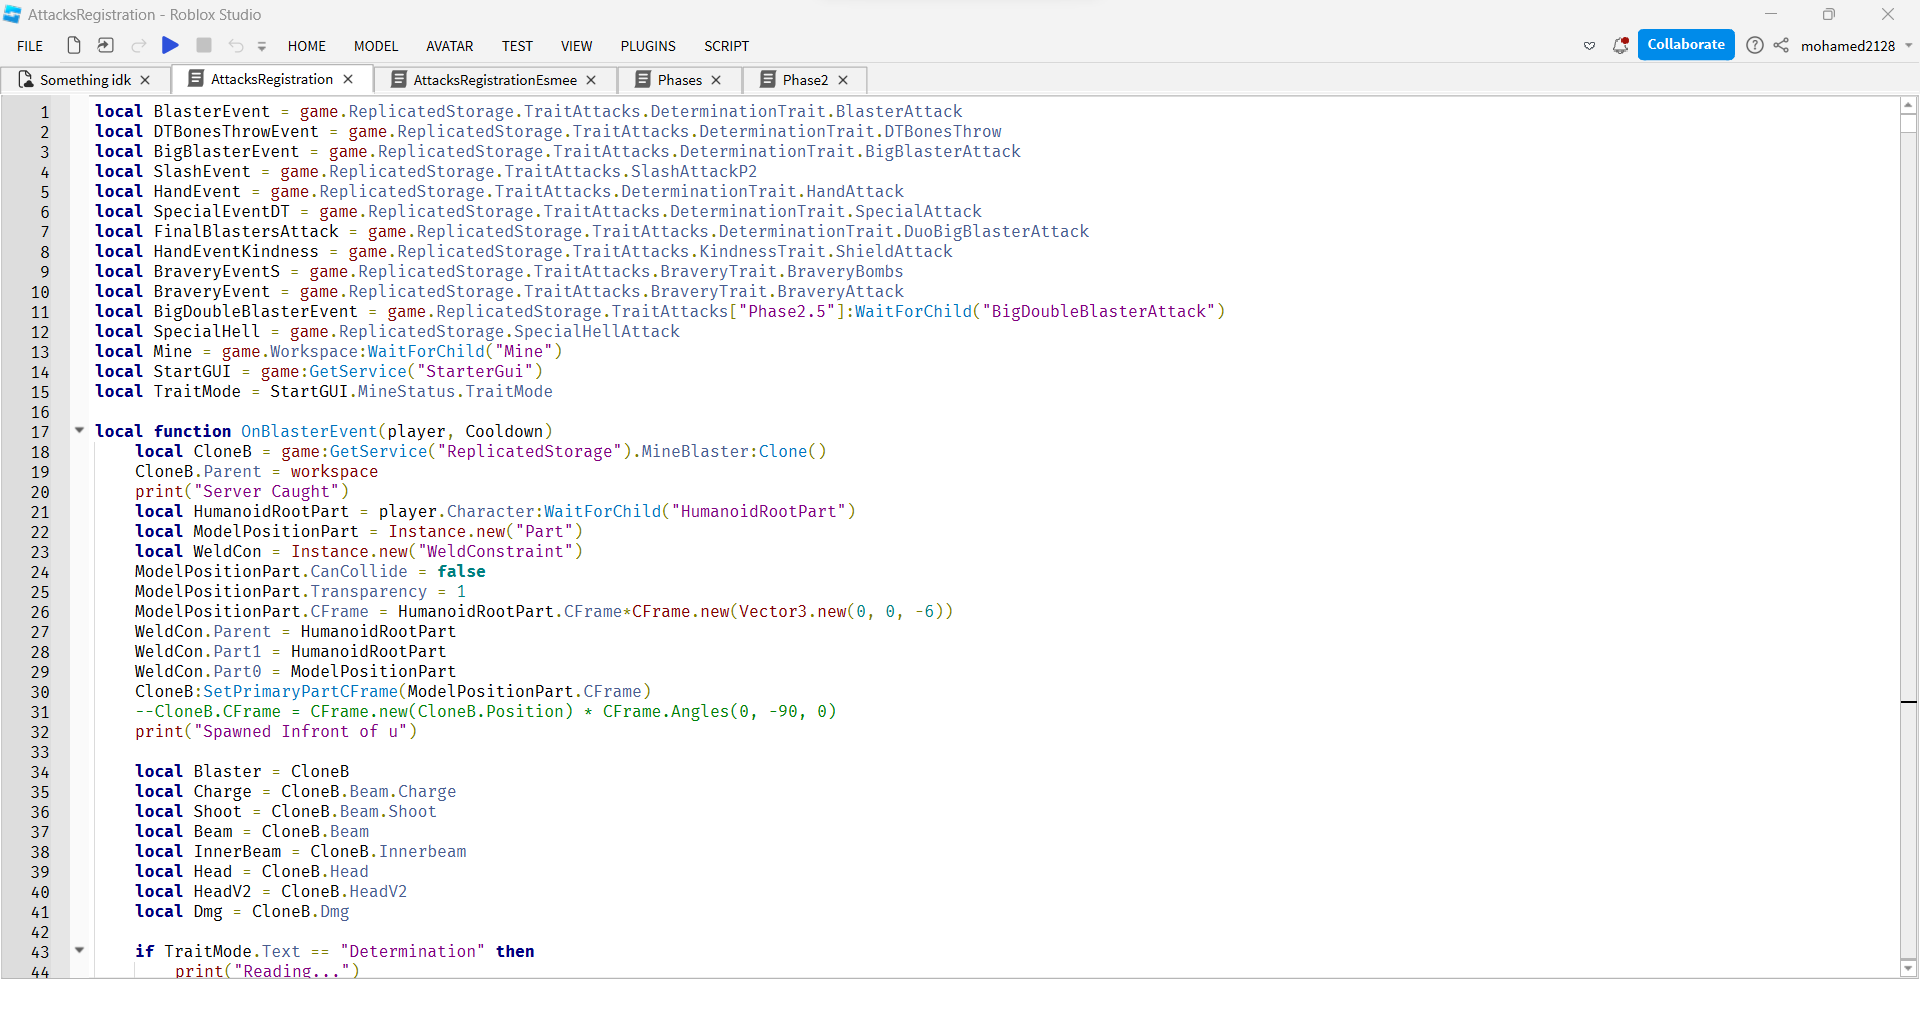 AttacksRegistration - Roblox Studio
FILE HOME MODEL AVATAR TEST VIEW PLUGINS SCRIPT Collaborate mohamed2128
Something idk AttacksRegistration AttacksRegistrationEsmee Phases Phase2
1 local BlasterEvent = game.ReplicatedStorage.TraitAttacks.DeterminationTrait.BlasterAttack
2 local DTBonesThrowEvent = game.ReplicatedStorage.TraitAttacks.DeterminationTrait.DTBonesThrow
3 local BigBlasterEvent = game.ReplicatedStorage.TraitAttacks.DeterminationTrait.BigBlasterAttack
4 local SlashEvent = game.ReplicatedStorage.TraitAttacks.SlashAttackP2
5 local HandEvent = game.ReplicatedStorage.TraitAttacks.DeterminationTrait.HandAttack
6 local SpecialEventDT = game.ReplicatedStorage.TraitAttacks.DeterminationTrait.SpecialAttack
7 local FinalBlastersAttack = game.ReplicatedStorage.TraitAttacks.DeterminationTrait.DuoBigBlasterAttack
8 local HandEventKindness = game.ReplicatedStorage.TraitAttacks.KindnessTrait.ShieldAttack
9 local BraveryEventS = game.ReplicatedStorage.TraitAttacks.BraveryTrait.BraveryBombs
10 local BraveryEvent = game.ReplicatedStorage.TraitAttacks.BraveryTrait.BraveryAttack
11 local BigDoubleBlasterEvent = game.ReplicatedStorage.TraitAttacks["Phase2.5"]:WaitForChild("BigDoubleBlasterAttack")
12 local SpecialHell = game.ReplicatedStorage.SpecialHellAttack
13 local Mine = game.Workspace:WaitForChild("Mine")
14 local StartGUI = game:GetService("StarterGui")
15 local TraitMode = StartGUI.MineStatus.TraitMode
16
17 local function OnBlasterEvent(player, Cooldown)
18 local CloneB = game:GetService("ReplicatedStorage").MineBlaster:Clone()
19 CloneB.Parent = workspace
20 print("Server Caught")
21 local HumanoidRootPart = player.Character:WaitForChild("HumanoidRootPart")
22 local ModelPositionPart = Instance.new("Part")
23 local WeldCon = Instance.new("WeldConstraint")
24 ModelPositionPart.CanCollide = false
25 ModelPositionPart.Transparency = 1
26 ModelPositionPart.CFrame = HumanoidRootPart.CFrame*CFrame.new(Vector3.new(0, 0, -6))
27 WeldCon.Parent = HumanoidRootPart
28 WeldCon.Part1 = HumanoidRootPart
29 WeldCon.Part0 = ModelPositionPart
30 CloneB:SetPrimaryPartCFrame(ModelPositionPart.CFrame)
31 --CloneB.CFrame = CFrame.new(CloneB.Position) * CFrame.Angles(0, -90, 0)
32 print("Spawned Infront of u")
33
34 local Blaster = CloneB
35 local Charge = CloneB.Beam.Charge
36 local Shoot = CloneB.Beam.Shoot
37 local Beam = CloneB.Beam
38 local InnerBeam = CloneB.Innerbeam
39 local Head = CloneB.Head
40 local HeadV2 = CloneB.HeadV2
41 local Dmg = CloneB.Dmg
42
43 if TraitMode.Text == "Determination" then
44 print("Reading...")